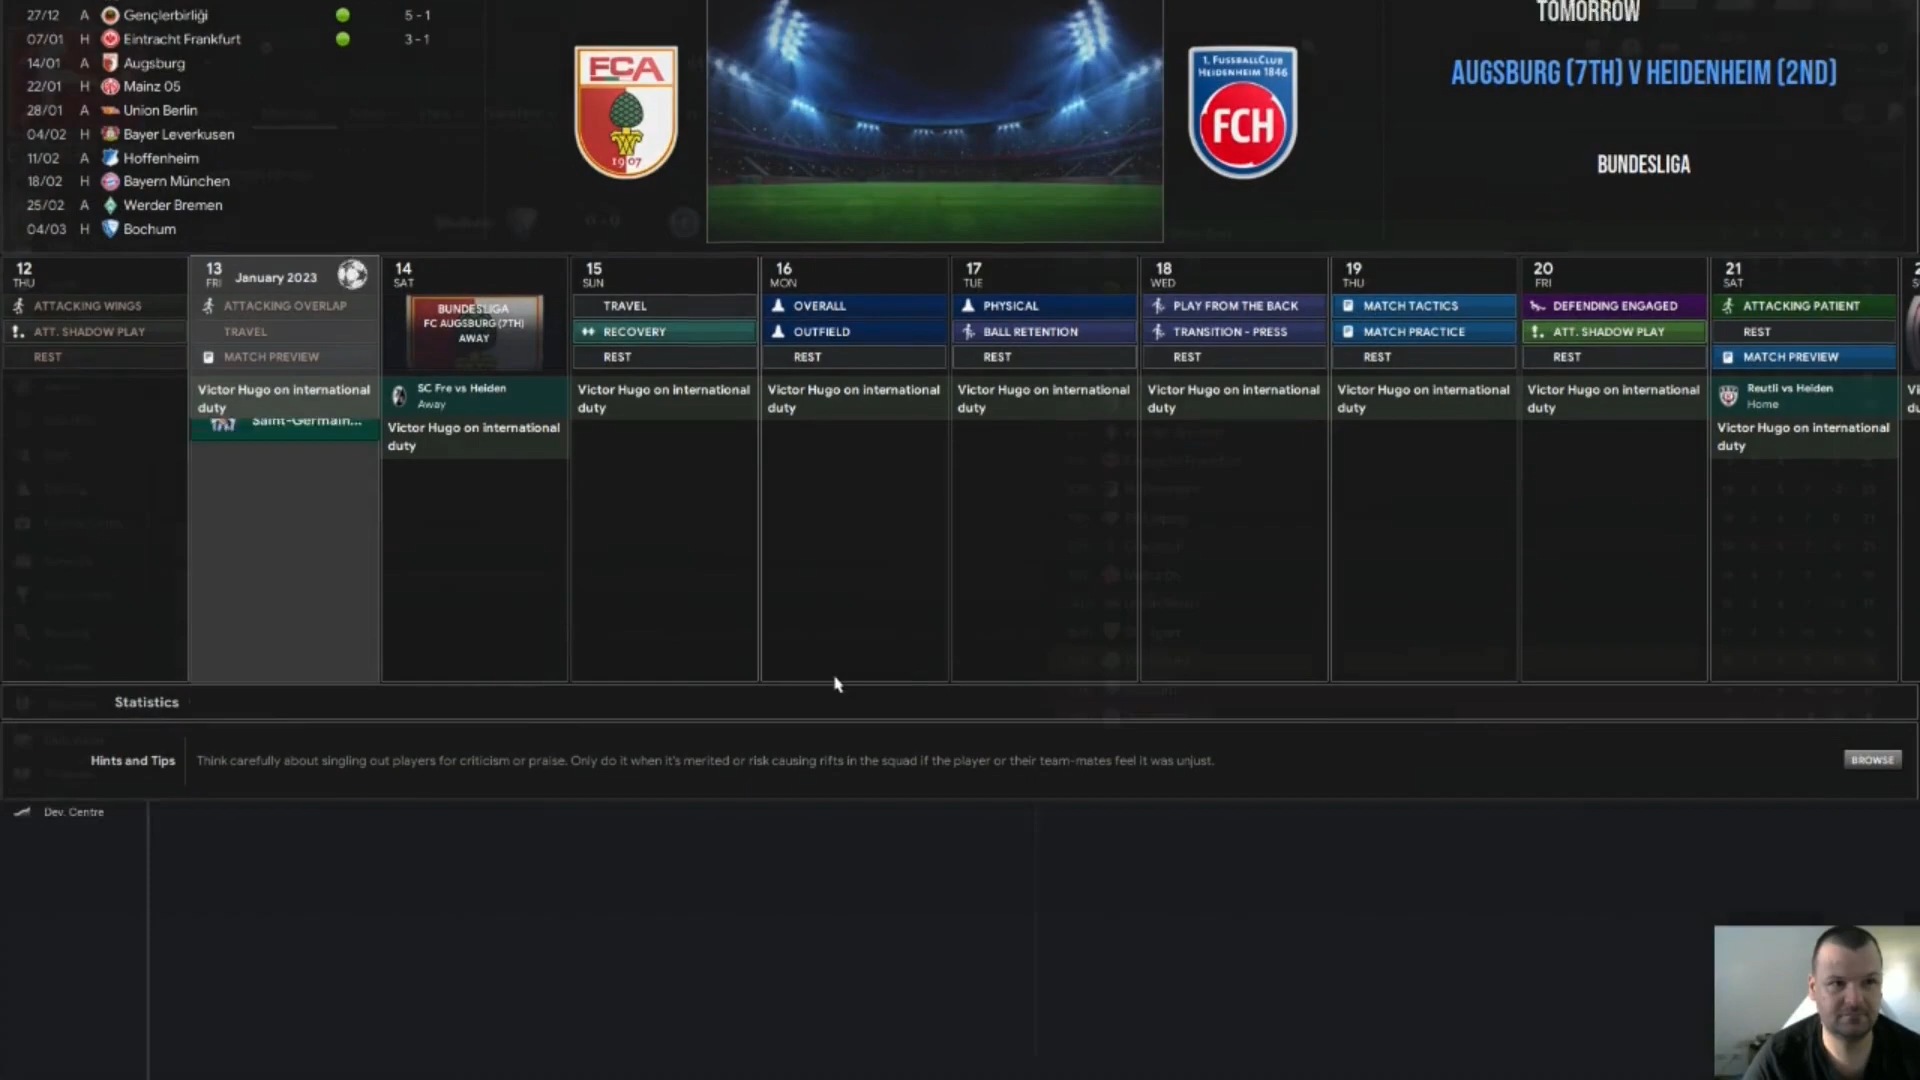 27/12 A Gençlerbirliği 5 - 1
07/01 H Eintracht Frankfurt 3 - 1
14/01 A Augsburg
22/01 H Mainz 05
28/01 A Union Berlin
04/02 H Bayer Leverkusen
11/02 A Hoffenheim
18/02 H Bayern München
25/02 A Werder Bremen
04/03 H Bochum
FCA
1907
1. FUSSBALLCLUB
HEIDENHEIM 1846
FCH
TOMORROW
AUGSBURG (7TH) V HEIDENHEIM (2ND)
BUNDESLIGA
12
THU
ATTACKING WINGS
ATT. SHADOW PLAY
REST
13
FRI
January 2023
ATTACKING OVERLAP
TRAVEL
MATCH PREVIEW
Victor Hugo on international
duty
Saint-Germain...
14
SAT
BUNDESLIGA
FC AUGSBURG (7TH)
AWAY
SC Fre vs Heiden
Away
Victor Hugo on international
duty
15
SUN
TRAVEL
RECOVERY
REST
Victor Hugo on international
duty
16
MON
OVERALL
OUTFIELD
REST
Victor Hugo on international
duty
17
TUE
PHYSICAL
BALL RETENTION
REST
Victor Hugo on international
duty
18
WED
PLAY FROM THE BACK
TRANSITION - PRESS
REST
Victor Hugo on international
duty
19
THU
MATCH TACTICS
MATCH PRACTICE
REST
Victor Hugo on international
duty
20
FRI
DEFENDING ENGAGED
ATT. SHADOW PLAY
REST
Victor Hugo on international
duty
21
SAT
ATTACKING PATIENT
REST
MATCH PREVIEW
Reutli vs Heiden
Home
Victor Hugo on international
duty
Statistics
Hints and Tips
Think carefully about singling out players for criticism or praise. Only do it when it's merited or risk causing rifts in the squad if the player or their team-mates feel it was unjust.
BROWSE
Dev. Centre